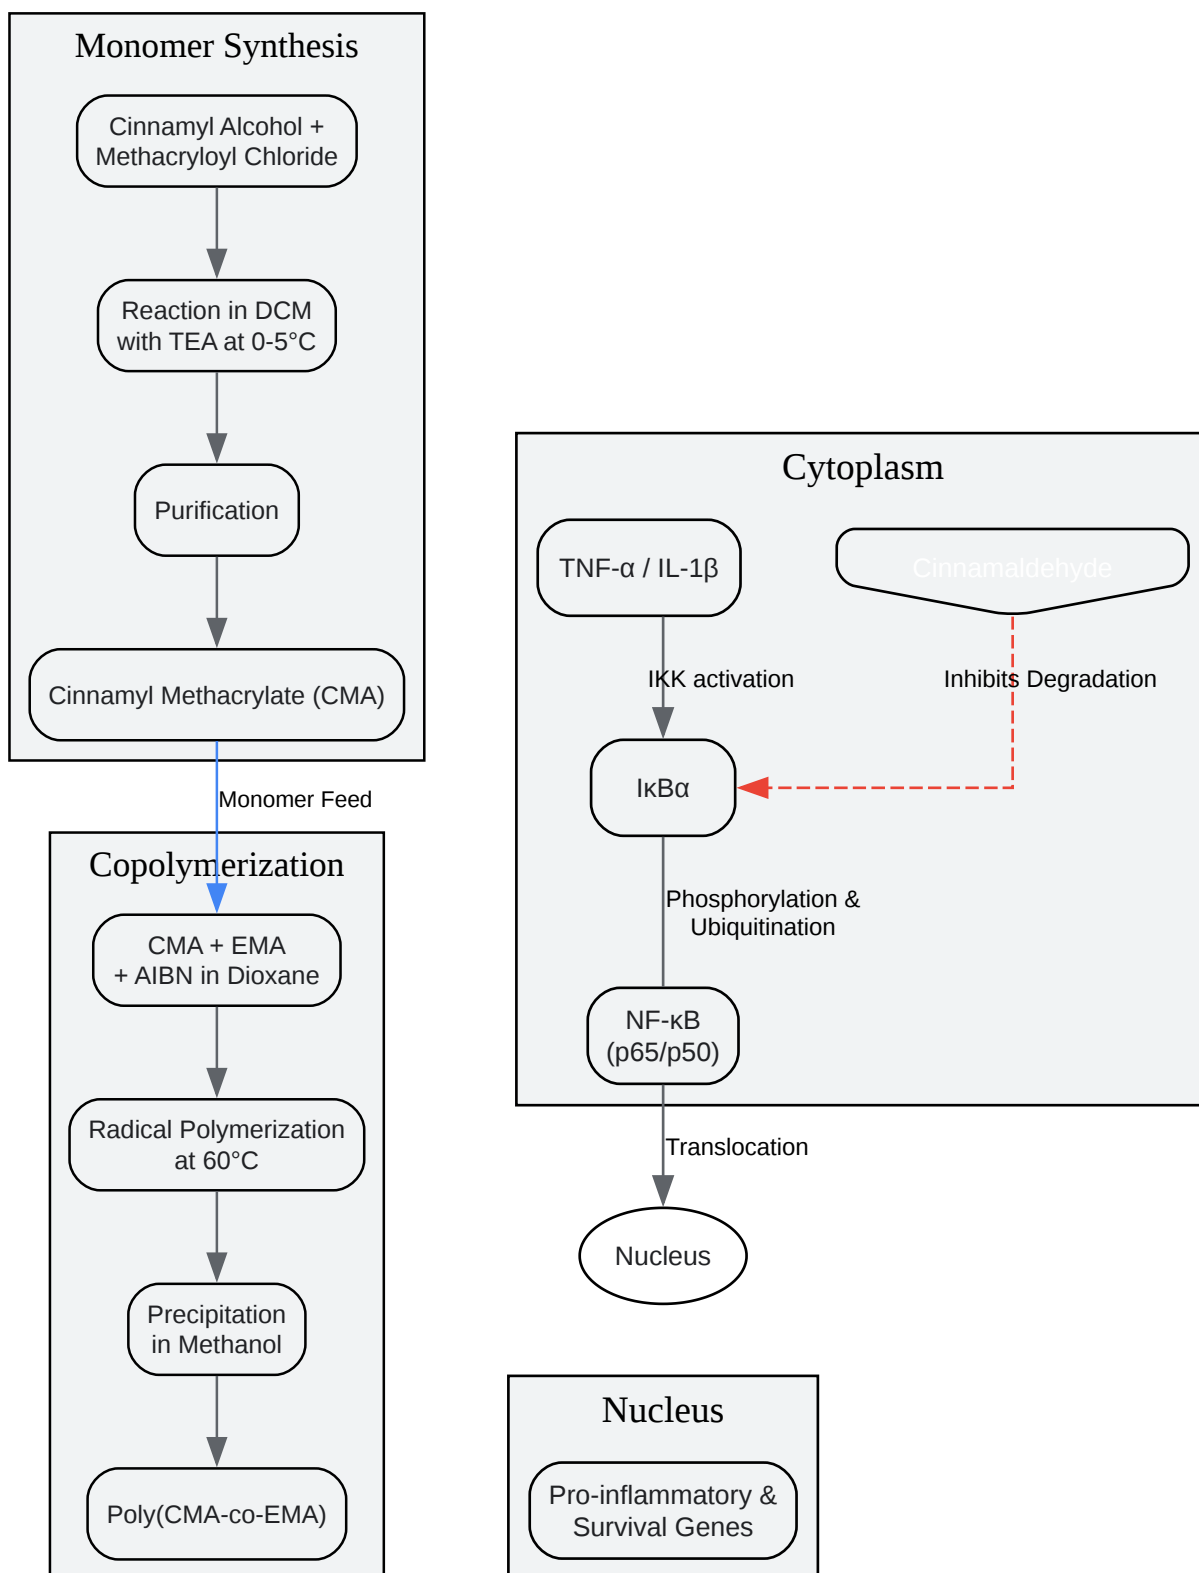 Monomer Synthesis
Cinnamyl Alcohol +
Methacryloyl Chloride
Reaction in DCM
with TEA at 0-5°C
Purification
Cinnamyl Methacrylate (CMA)
Monomer Feed
Copolymerization
CMA + EMA
+ AIBN in Dioxane
Radical Polymerization
at 60°C
Precipitation
in Methanol
Poly(CMA-co-EMA)
Cytoplasm
TNF-α / IL-1β
Cinnamaldehyde
IKK activation
Inhibits Degradation
IκBα
Phosphorylation &
Ubiquitination
NF-κB
(p65/p50)
Translocation
Nucleus
Nucleus
Pro-inflammatory &
Survival Genes